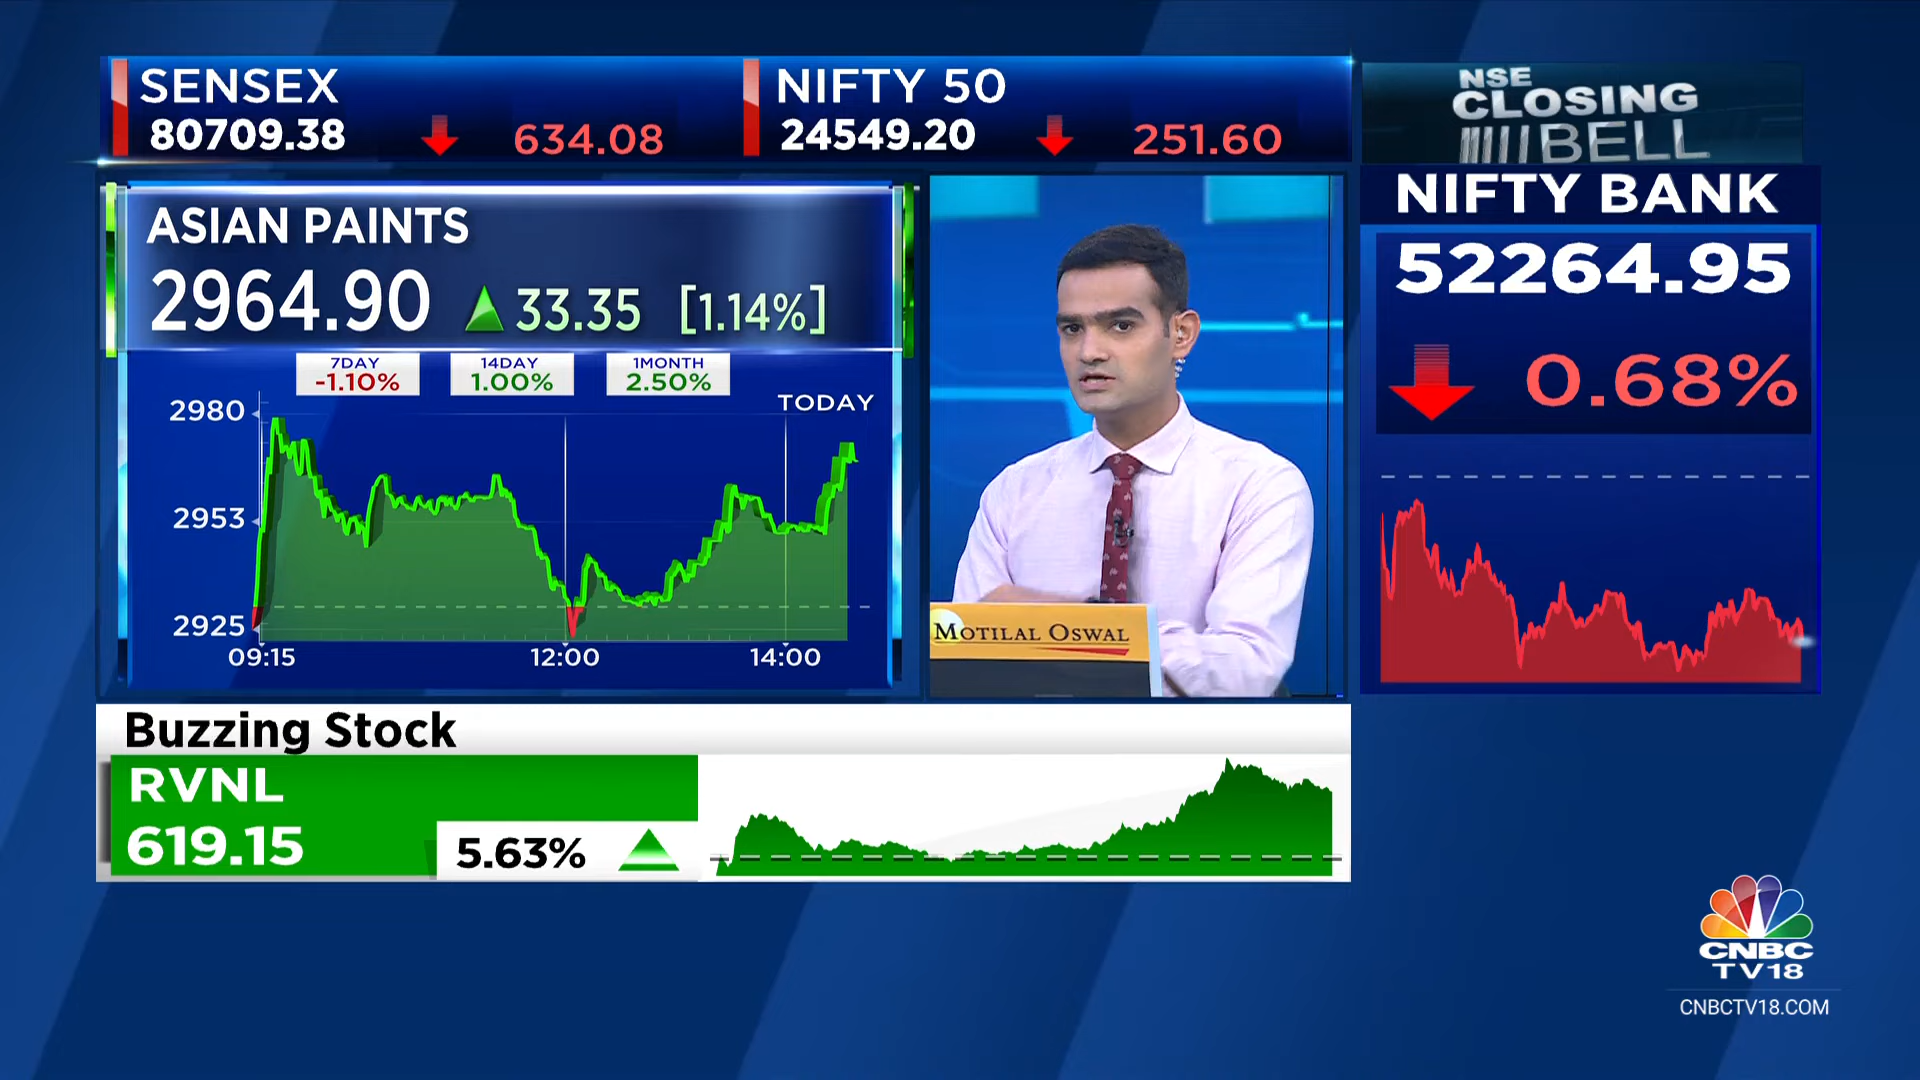 SENSEX
80709.38 634.08
NIFTY 50
24549.20 251.60
NSE
CLOSING
BELL
ASIAN PAINTS
2964.90 33.35 [1.14%]
7DAY
-1.10%
14DAY
1.00%
1MONTH
2.50%
TODAY
2980
2953
2925
09:15 12:00 14:00
MOTILAL OSWAL
NIFTY BANK
52264.95
0.68%
Buzzing Stock
RVNL
619.15
5.63%
CNBC
TV18
CNBCTV18.COM